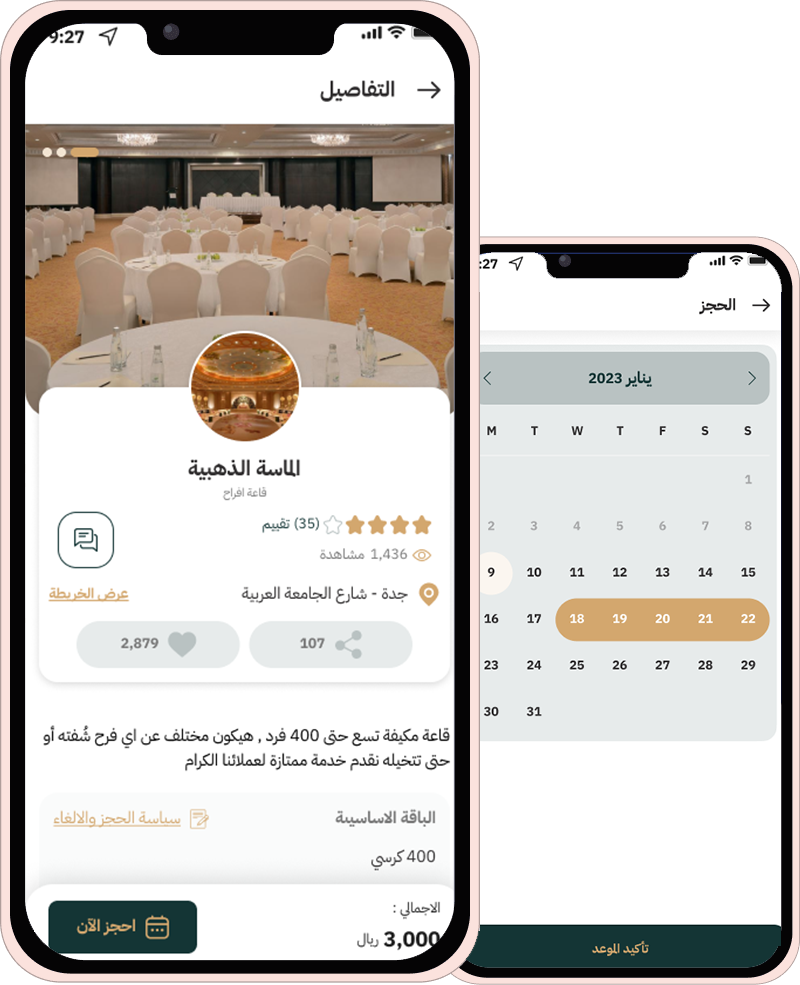 9:27
التفاصيل
الماسة الذهبية
قاعة افراح
(35) تقييم
1,436 مشاهدة
جدة - شارع الجامعة العربية
عرض الخريطة
2,879
107
قاعة مكيفة تسع حتى 400 فرد , هيكون مختلف عن اي فرح شُفته أو
حتى تتخيله نقدم خدمة ممتازة لعملائنا الكرام
الباقة الاساسيىة
سياسة الحجز والالغاء
400 كرسي
الاجمالي :
3,000 ريال
احجز الآن
:27
الحجز
يناير 2023
M T W T F S S
1
2 3 4 5 6 7 8
9 10 11 12 13 14 15
16 17 18 19 20 21 22
23 24 25 26 27 28 29
30 31
تأكيد الموعد